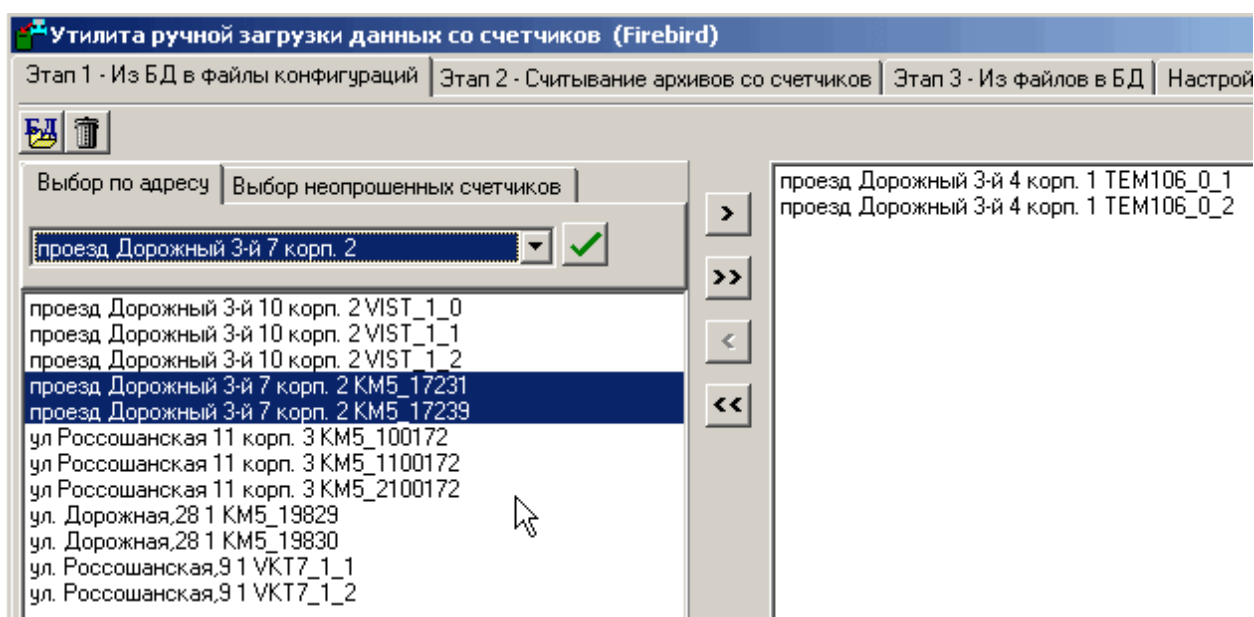 Утилита ручной загрузки данных со счетчиков (Firebird)
Этап 1 - Из БД в файлы конфигураций Этап 2 - Считывание архивов со счетчиков Этап 3 - Из файлов в БД Настрой
БД
Выбор по адресу Выбор неопрошенных счетчиков
проезд Дорожный 3-й 7 корп. 2
проезд Дорожный 3-й 10 корп. 2 VIST_1_0
проезд Дорожный 3-й 10 корп. 2 VIST_1_1
проезд Дорожный 3-й 10 корп. 2 VIST_1_2
проезд Дорожный 3-й 7 корп. 2 KM5_17231
проезд Дорожный 3-й 7 корп. 2 KM5_17239
ул Россошанская 11 корп. 3 KM5_100172
ул Россошанская 11 корп. 3 KM5_1100172
ул Россошанская 11 корп. 3 KM5_2100172
ул. Дорожная,28 1 KM5_19829
ул. Дорожная,28 1 KM5_19830
ул. Россошанская,9 1 VKT7_1_1
ул. Россошанская,9 1 VKT7_1_2
>
>>
<
<<
проезд Дорожный 3-й 4 корп. 1 TEM106_0_1
проезд Дорожный 3-й 4 корп. 1 TEM106_0_2